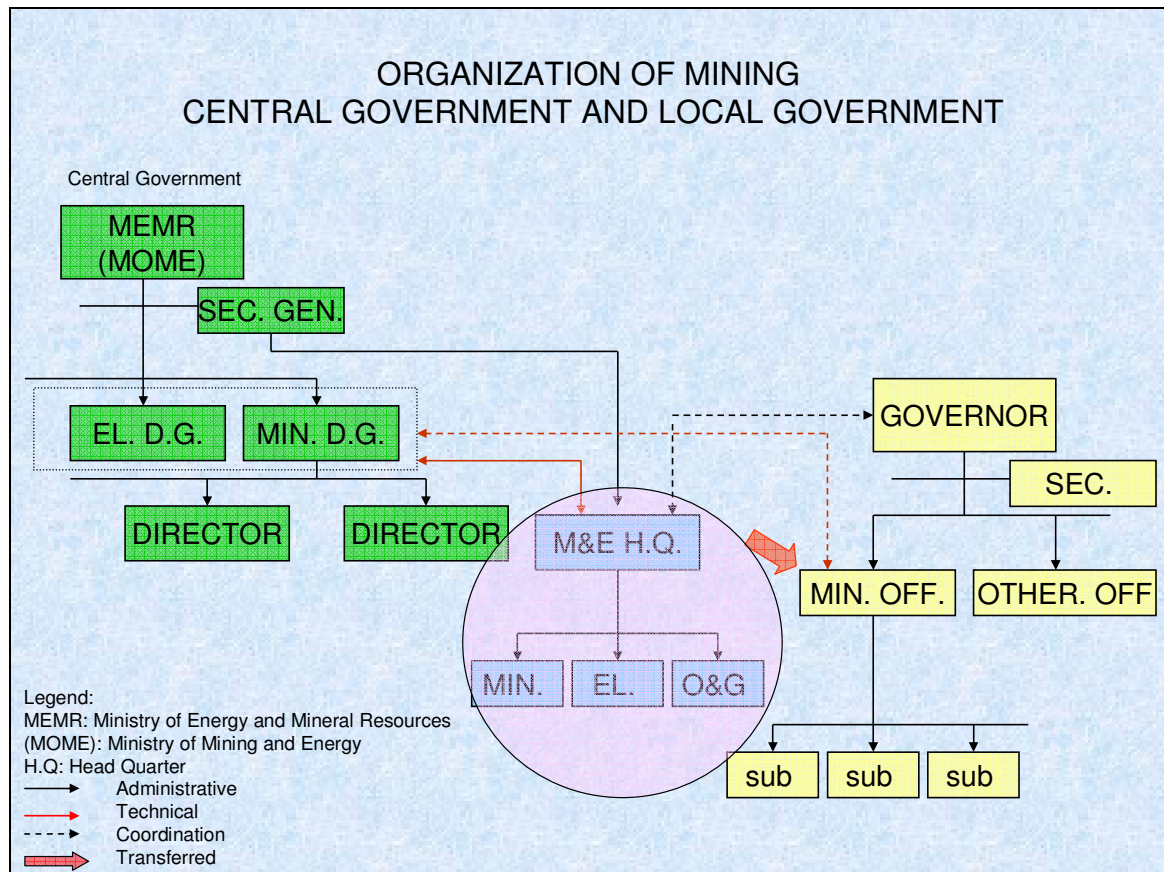 ORGANIZATION OF MINING
CENTRAL GOVERNMENT AND LOCAL GOVERNMENT
Central Government
MEMR
(MOME)
SEC. GEN.
EL. D.G.
MIN. D.G.
GOVERNOR
SEC.
DIRECTOR
DIRECTOR
M&E H.Q.
MIN. OFF.
OTHER. OFF
MIN.
EL.
O&G
sub
sub
sub
Legend:
MEMR: Ministry of Energy and Mineral Resources
(MOME): Ministry of Mining and Energy
H.Q: Head Quarter
Administrative
Technical
Coordination
Transferred